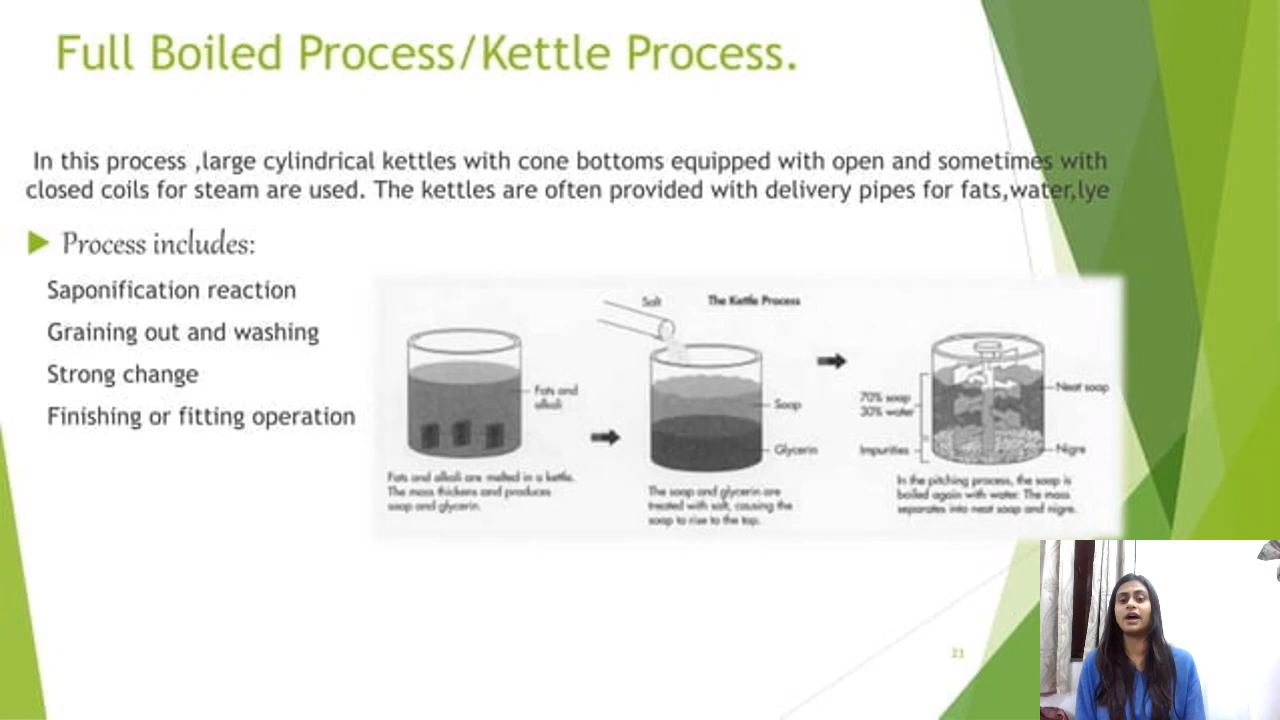 Full Boiled Process/Kettle Process.
In this process ,large cylindrical kettles with cone bottoms equipped with open and sometimes with
closed coils for steam are used. The kettles are often provided with delivery pipes for fats,water,lye
Process includes:
Saponification reaction
Graining out and washing
Strong change
Finishing or fitting operation
The Kettle Process
Salt
Fats and
alkali
Fats and alkali are melted in a kettle.
The mass thickens and produces
soap and glycerin.
Soap
Glycerin
The soap and glycerin are
treated with salt, causing the
soap to rise to the top.
70% soap
30% water
Impurities
Neat soap
Nigre
In the pitching process, the soap is
boiled again with water. The mass
separates into neat soap and nigre.
23